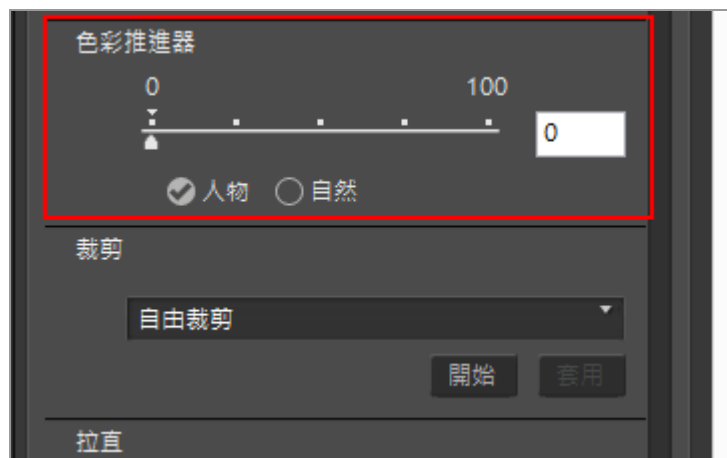 色彩推進器
0 100
0
人物 自然
裁剪
自由裁剪
開始 套用
拉直